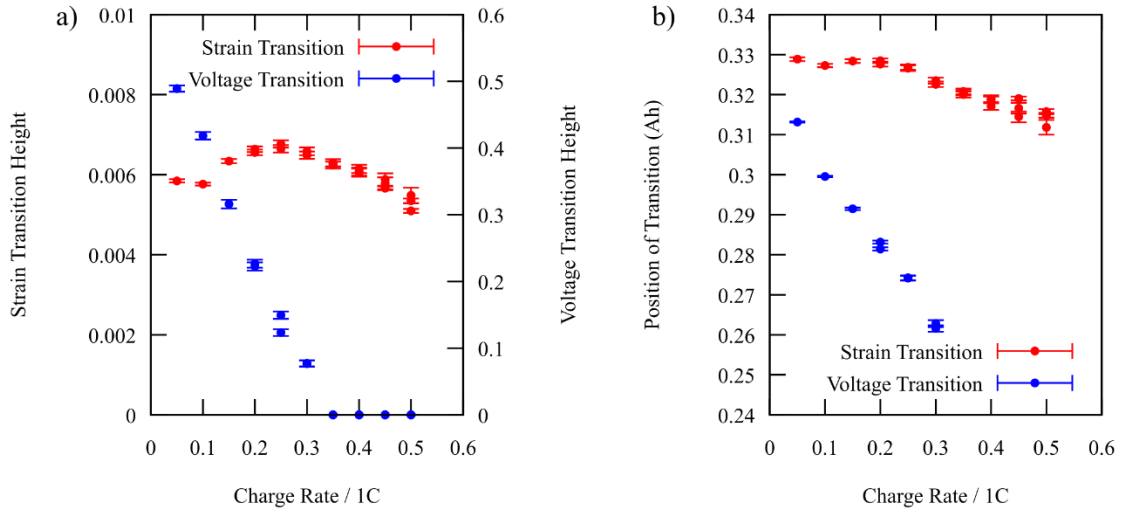 a)
Strain Transition Height
0.01
0.008
0.006
0.004
0.002
0
0 0.1 0.2 0.3 0.4 0.5 0.6
Charge Rate / 1C
Strain Transition
Voltage Transition
0.6
0.5
0.4
0.3
0.2
0.1
0
Voltage Transition Height
b)
Position of Transition (Ah)
0.34
0.33
0.32
0.31
0.3
0.29
0.28
0.27
0.26
0.25
0.24
0 0.1 0.2 0.3 0.4 0.5 0.6
Charge Rate / 1C
Strain Transition
Voltage Transition